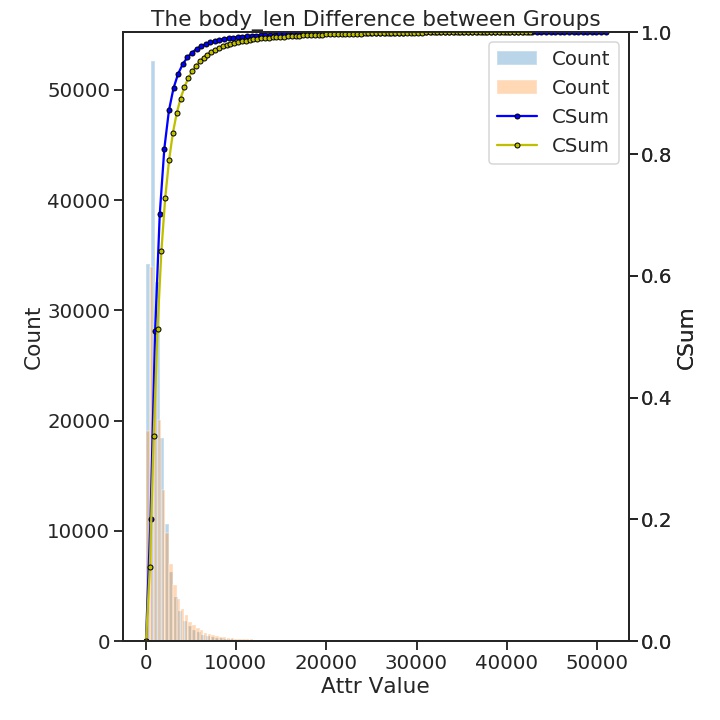 The body_len Difference between Groups
Count
Count
CSum
CSum
50000
40000
30000
20000
10000
0
1.0
0.8
0.6
0.4
0.2
0.0
Count
CSum
0 10000 20000 30000 40000 50000
Attr Value